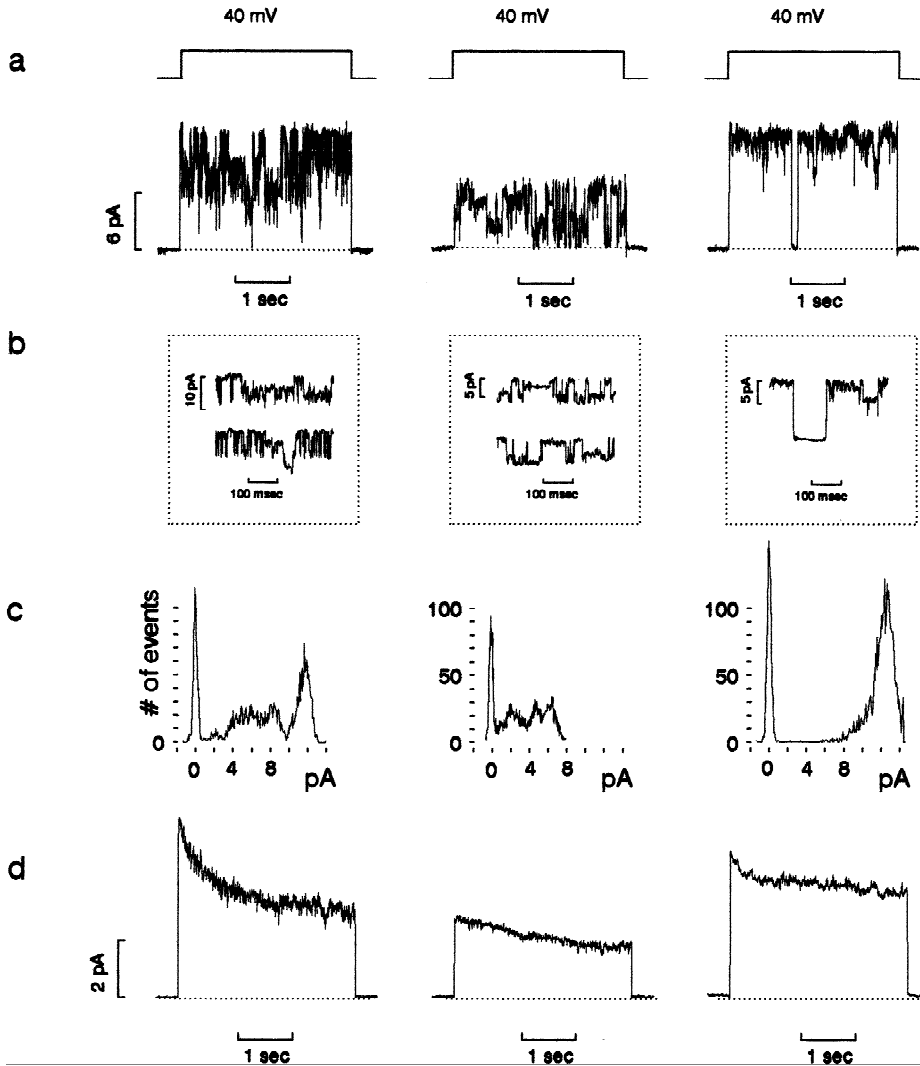 40 mV 40 mV 40 mV
a
6 pA
1 sec 1 sec 1 sec
b
10 pA 5 pA 5 pA
100 msec 100 msec 100 msec
c
# of events
100 100
50 50
0 0 0
0 4 8 0 4 8 0 4 8
pA pA pA
d
2 pA
1 sec 1 sec 1 sec